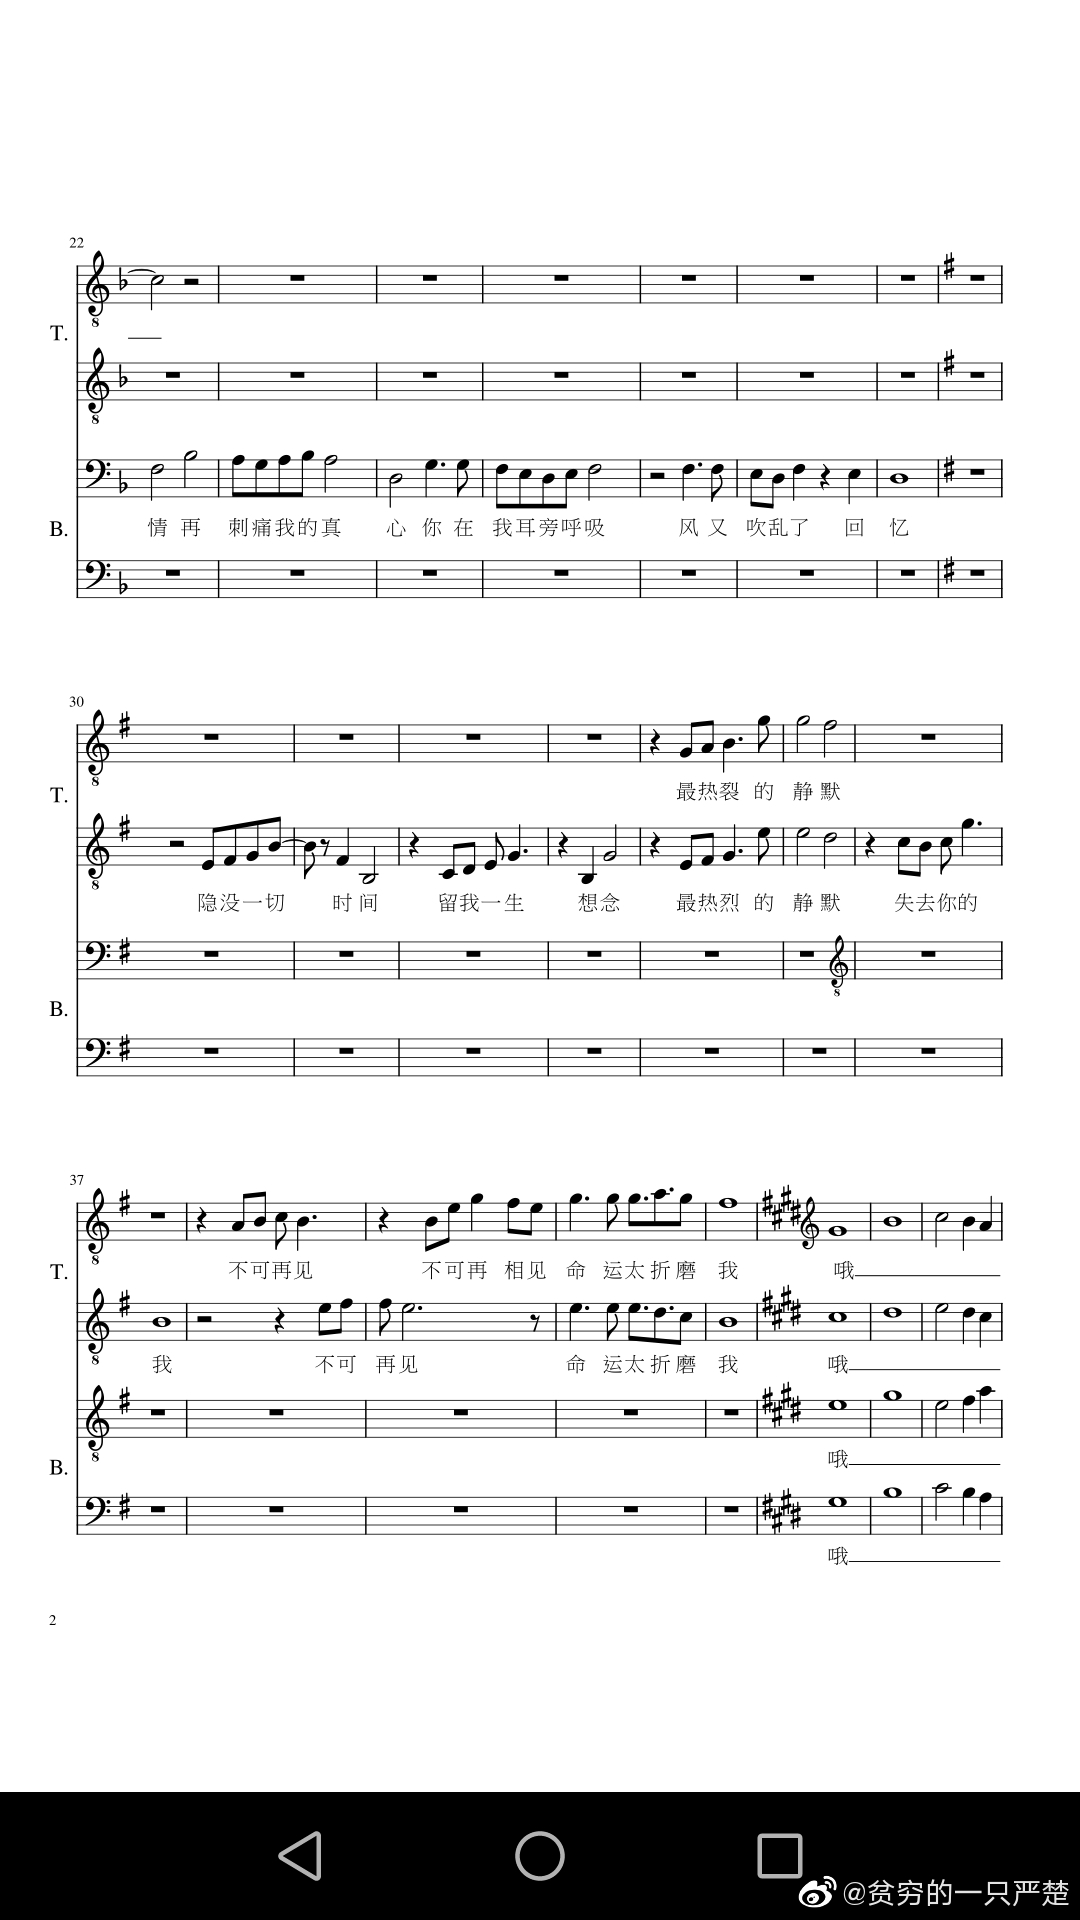 22
T.
情 再 刺痛我的真 心 你 在 我耳旁呼吸 风 又 吹乱了 回 忆
B.
30
最热裂 的 静 默
T.
隐没一切 时 间 留我一生 想念 最热烈 的 静 默 失去你的
B.
37
不可再见 不可再 相见 命 运太折磨 我 哦
T.
我 不可 再见 命 运太折磨 我 哦
哦
B.
哦
2
@贫穷的一只严楚